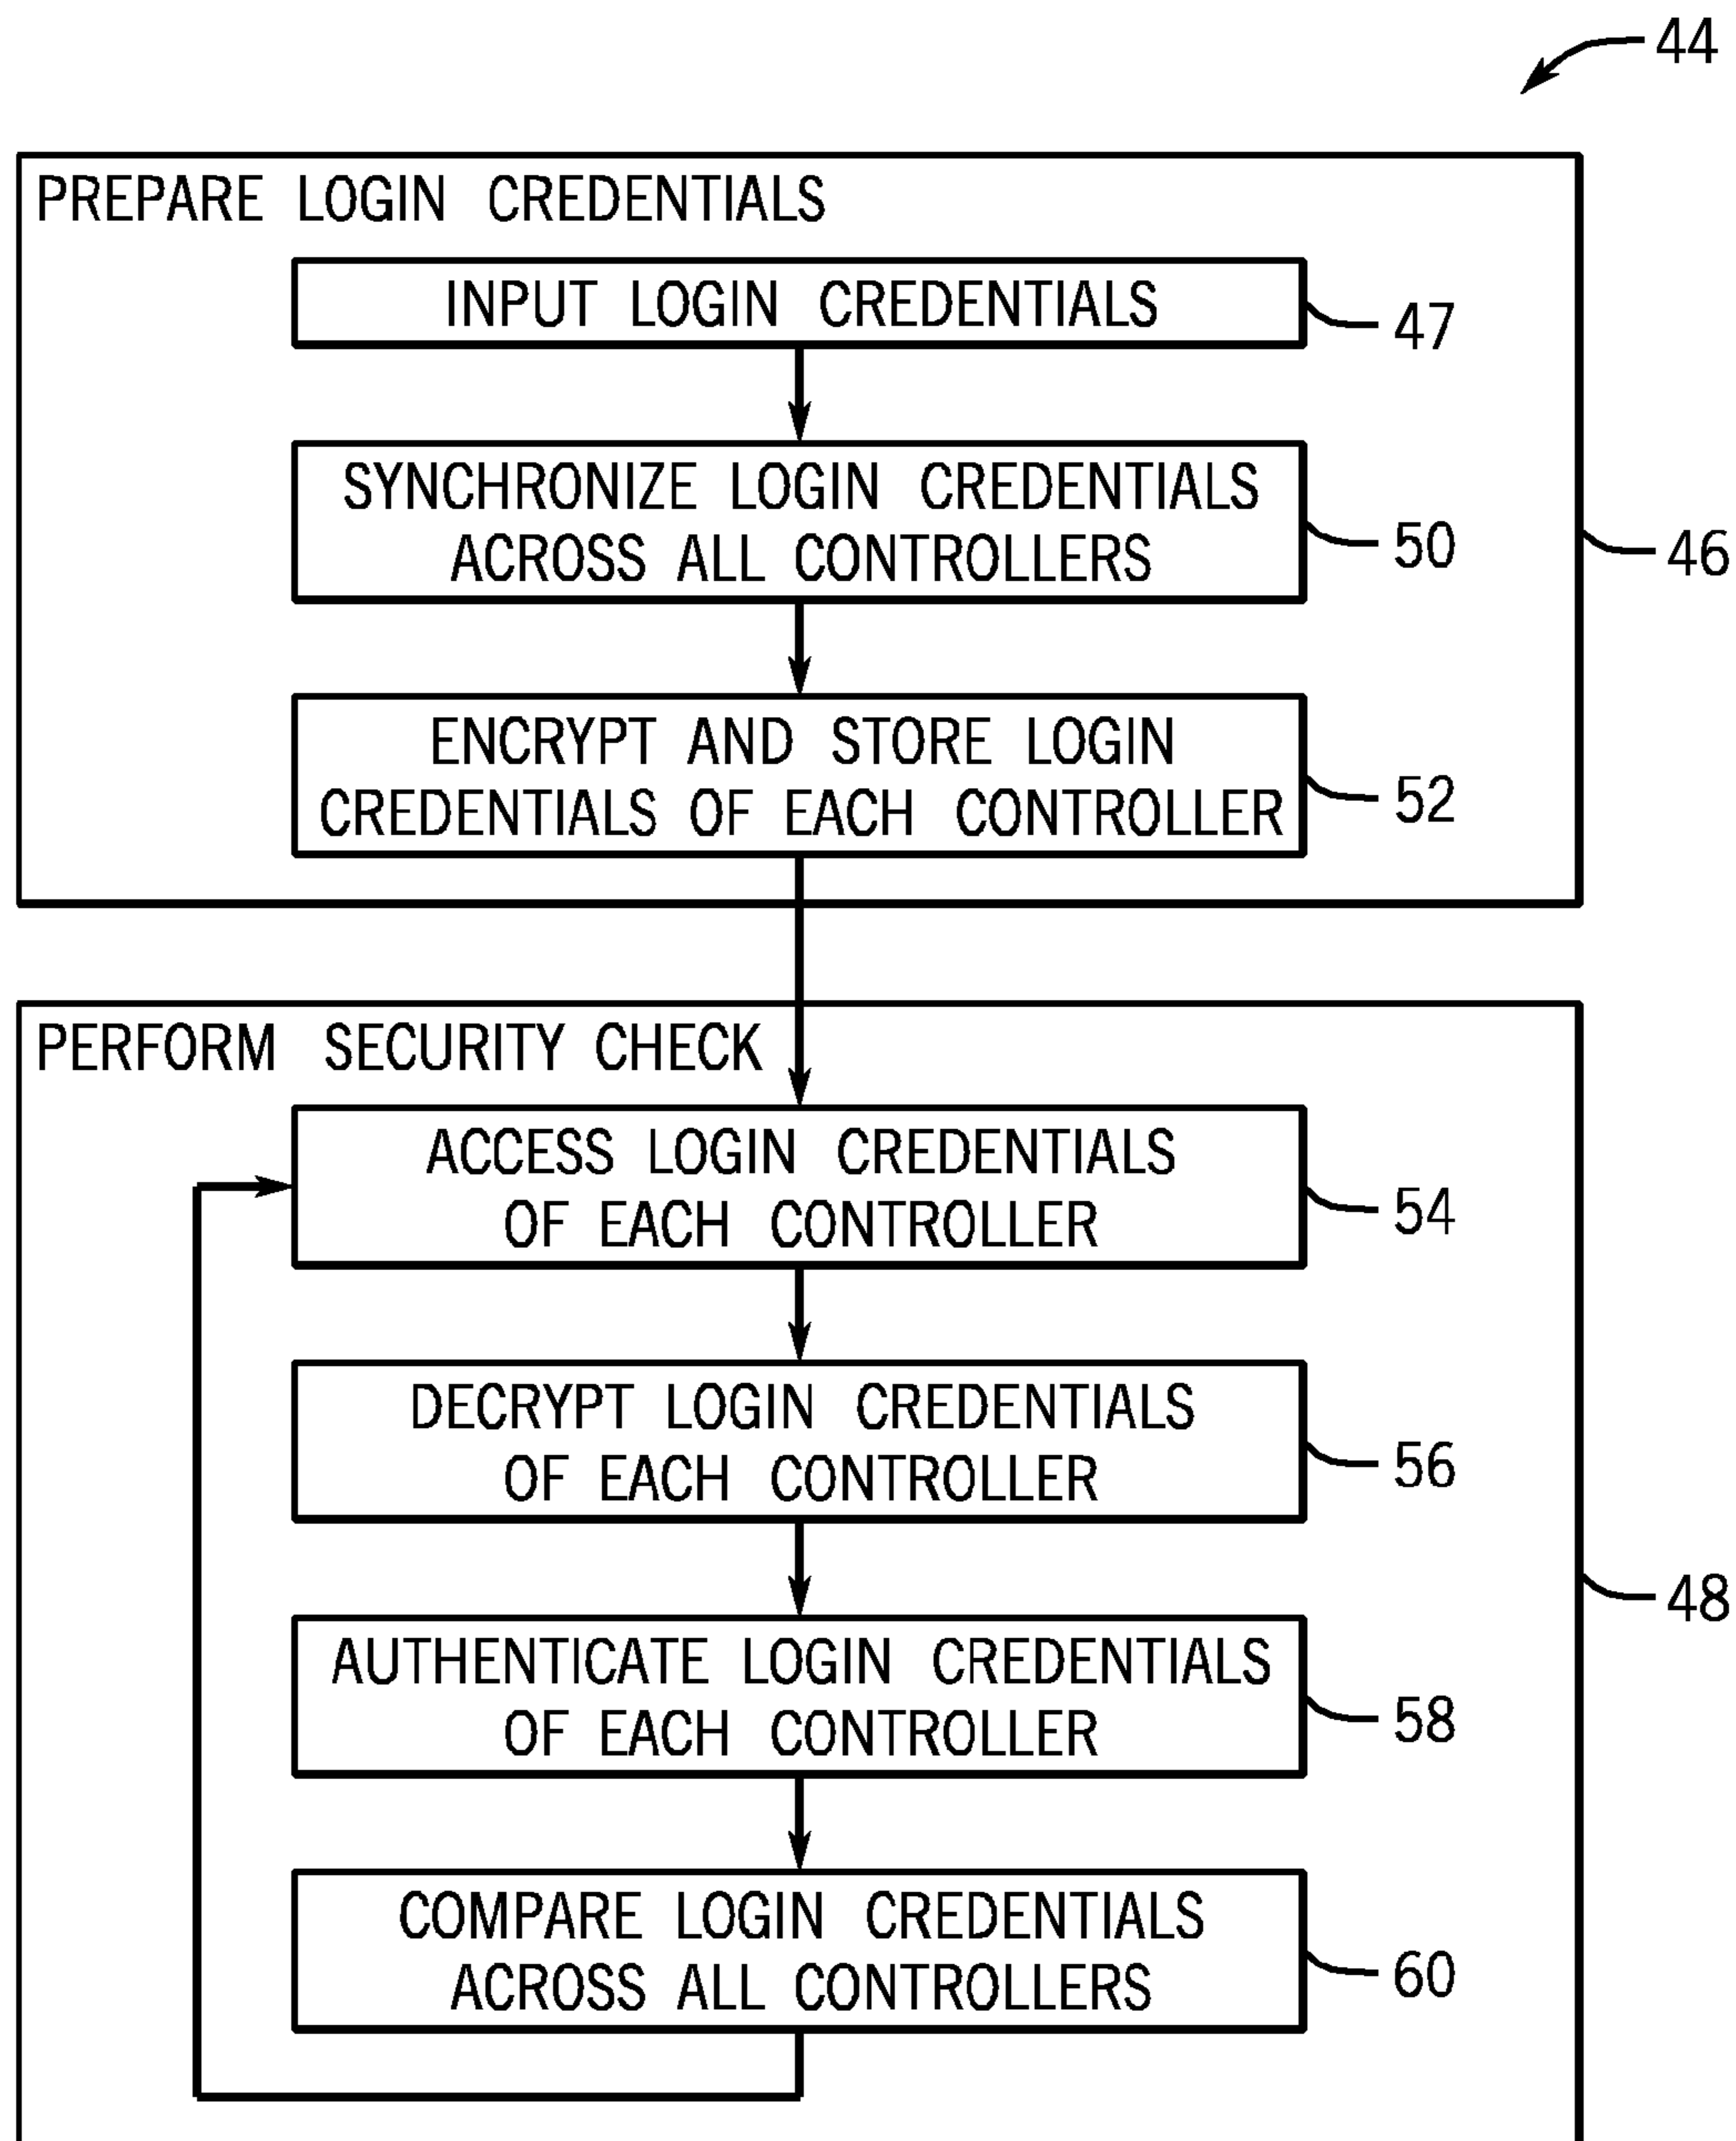 44
PREPARE LOGIN CREDENTIALS
INPUT LOGIN CREDENTIALS
47
SYNCHRONIZE LOGIN CREDENTIALS
ACROSS ALL CONTROLLERS
50
46
ENCRYPT AND STORE LOGIN
CREDENTIALS OF EACH CONTROLLER
52
PERFORM SECURITY CHECK
ACCESS LOGIN CREDENTIALS
OF EACH CONTROLLER
54
DECRYPT LOGIN CREDENTIALS
OF EACH CONTROLLER
56
48
AUTHENTICATE LOGIN CREDENTIALS
OF EACH CONTROLLER
58
COMPARE LOGIN CREDENTIALS
ACROSS ALL CONTROLLERS
60